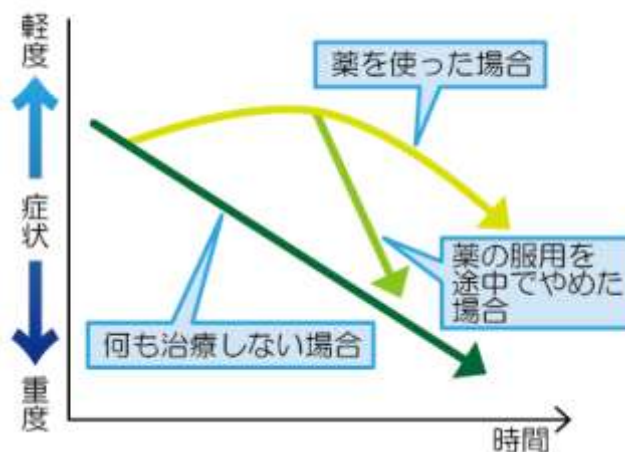 軽度
症状
重度
薬を使った場合
薬の服用を
途中でやめた
場合
何も治療しない場合
時間